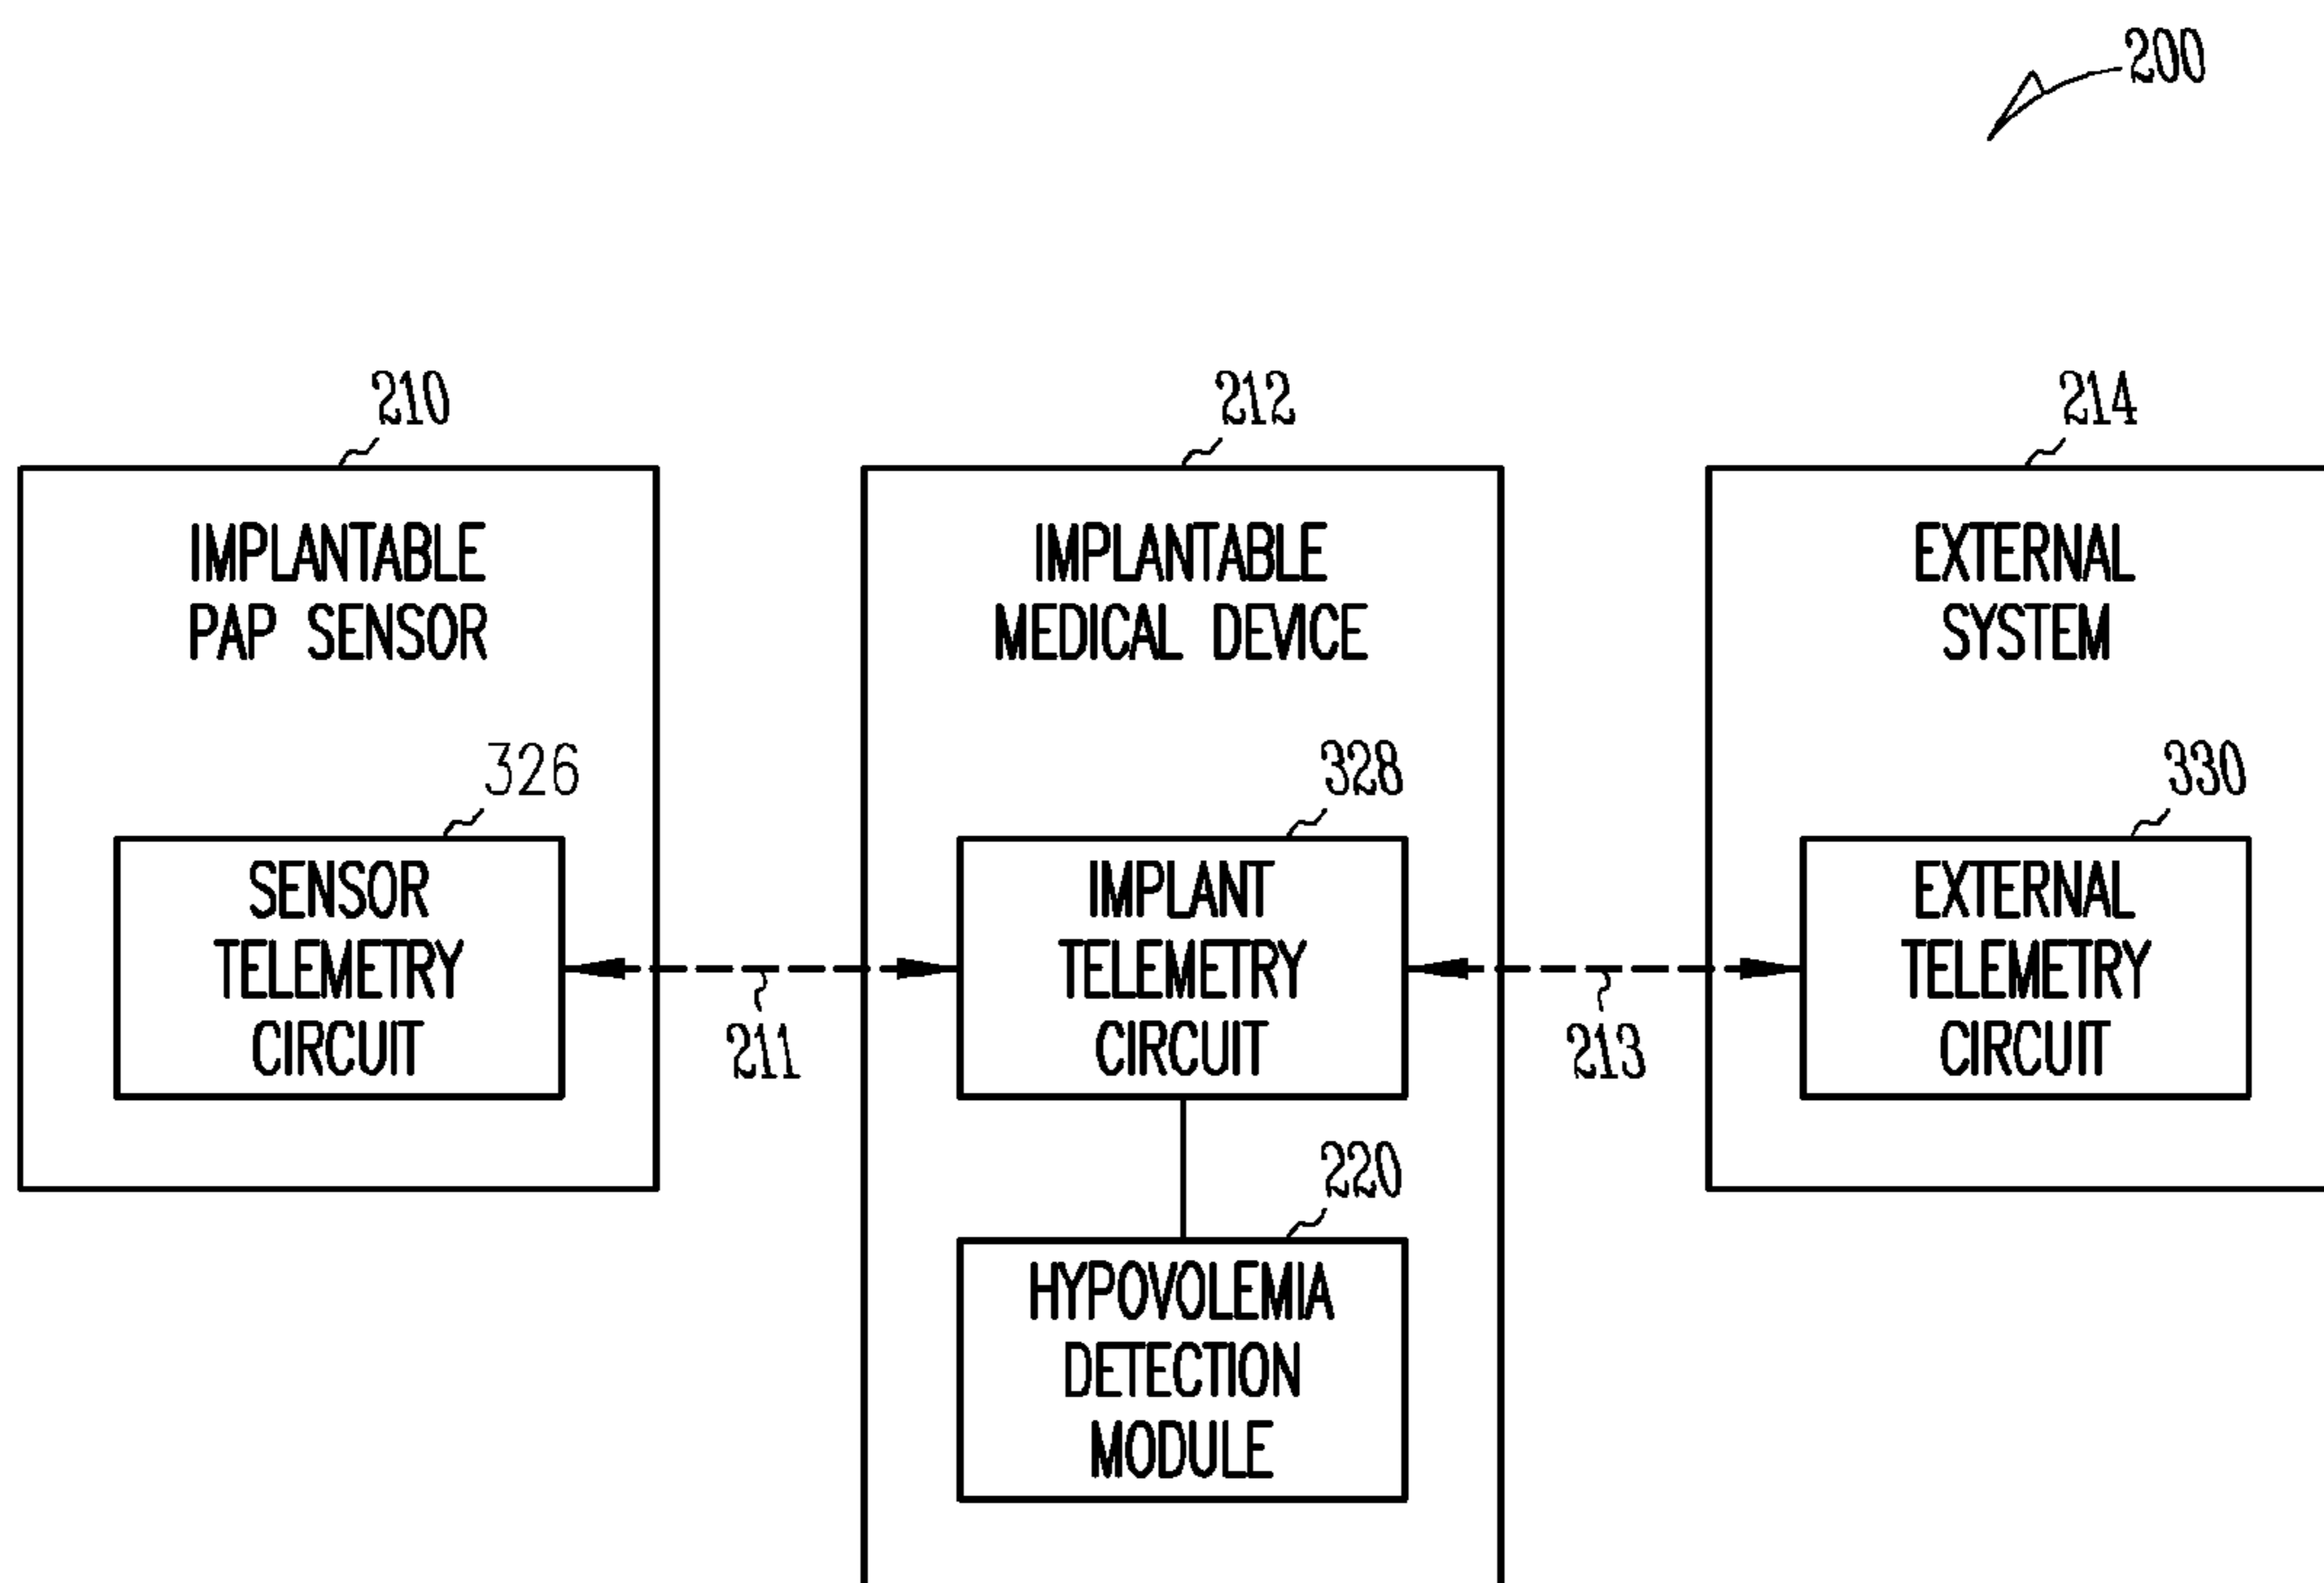 200
210
212
214
IMPLANTABLE
PAP SENSOR
IMPLANTABLE
MEDICAL DEVICE
EXTERNAL
SYSTEM
326
328
330
SENSOR
TELEMETRY
CIRCUIT
IMPLANT
TELEMETRY
CIRCUIT
EXTERNAL
TELEMETRY
CIRCUIT
211
213
220
HYPOVOLEMIA
DETECTION
MODULE